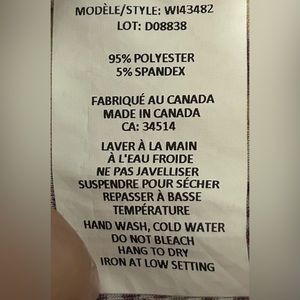 MODÈLE/STYLE: WI43482
LOT: D08838
95% POLYESTER
5% SPANDEX
FABRIQUÉ AU CANADA
MADE IN CANADA
CA: 34514
LAVER À LA MAIN
À L'EAU FROIDE
NE PAS JAVELLISER
SUSPENDRE POUR SÉCHER
REPASSER À BASSE
TEMPÉRATURE
HAND WASH, COLD WATER
DO NOT BLEACH
HANG TO DRY
IRON AT LOW SETTING